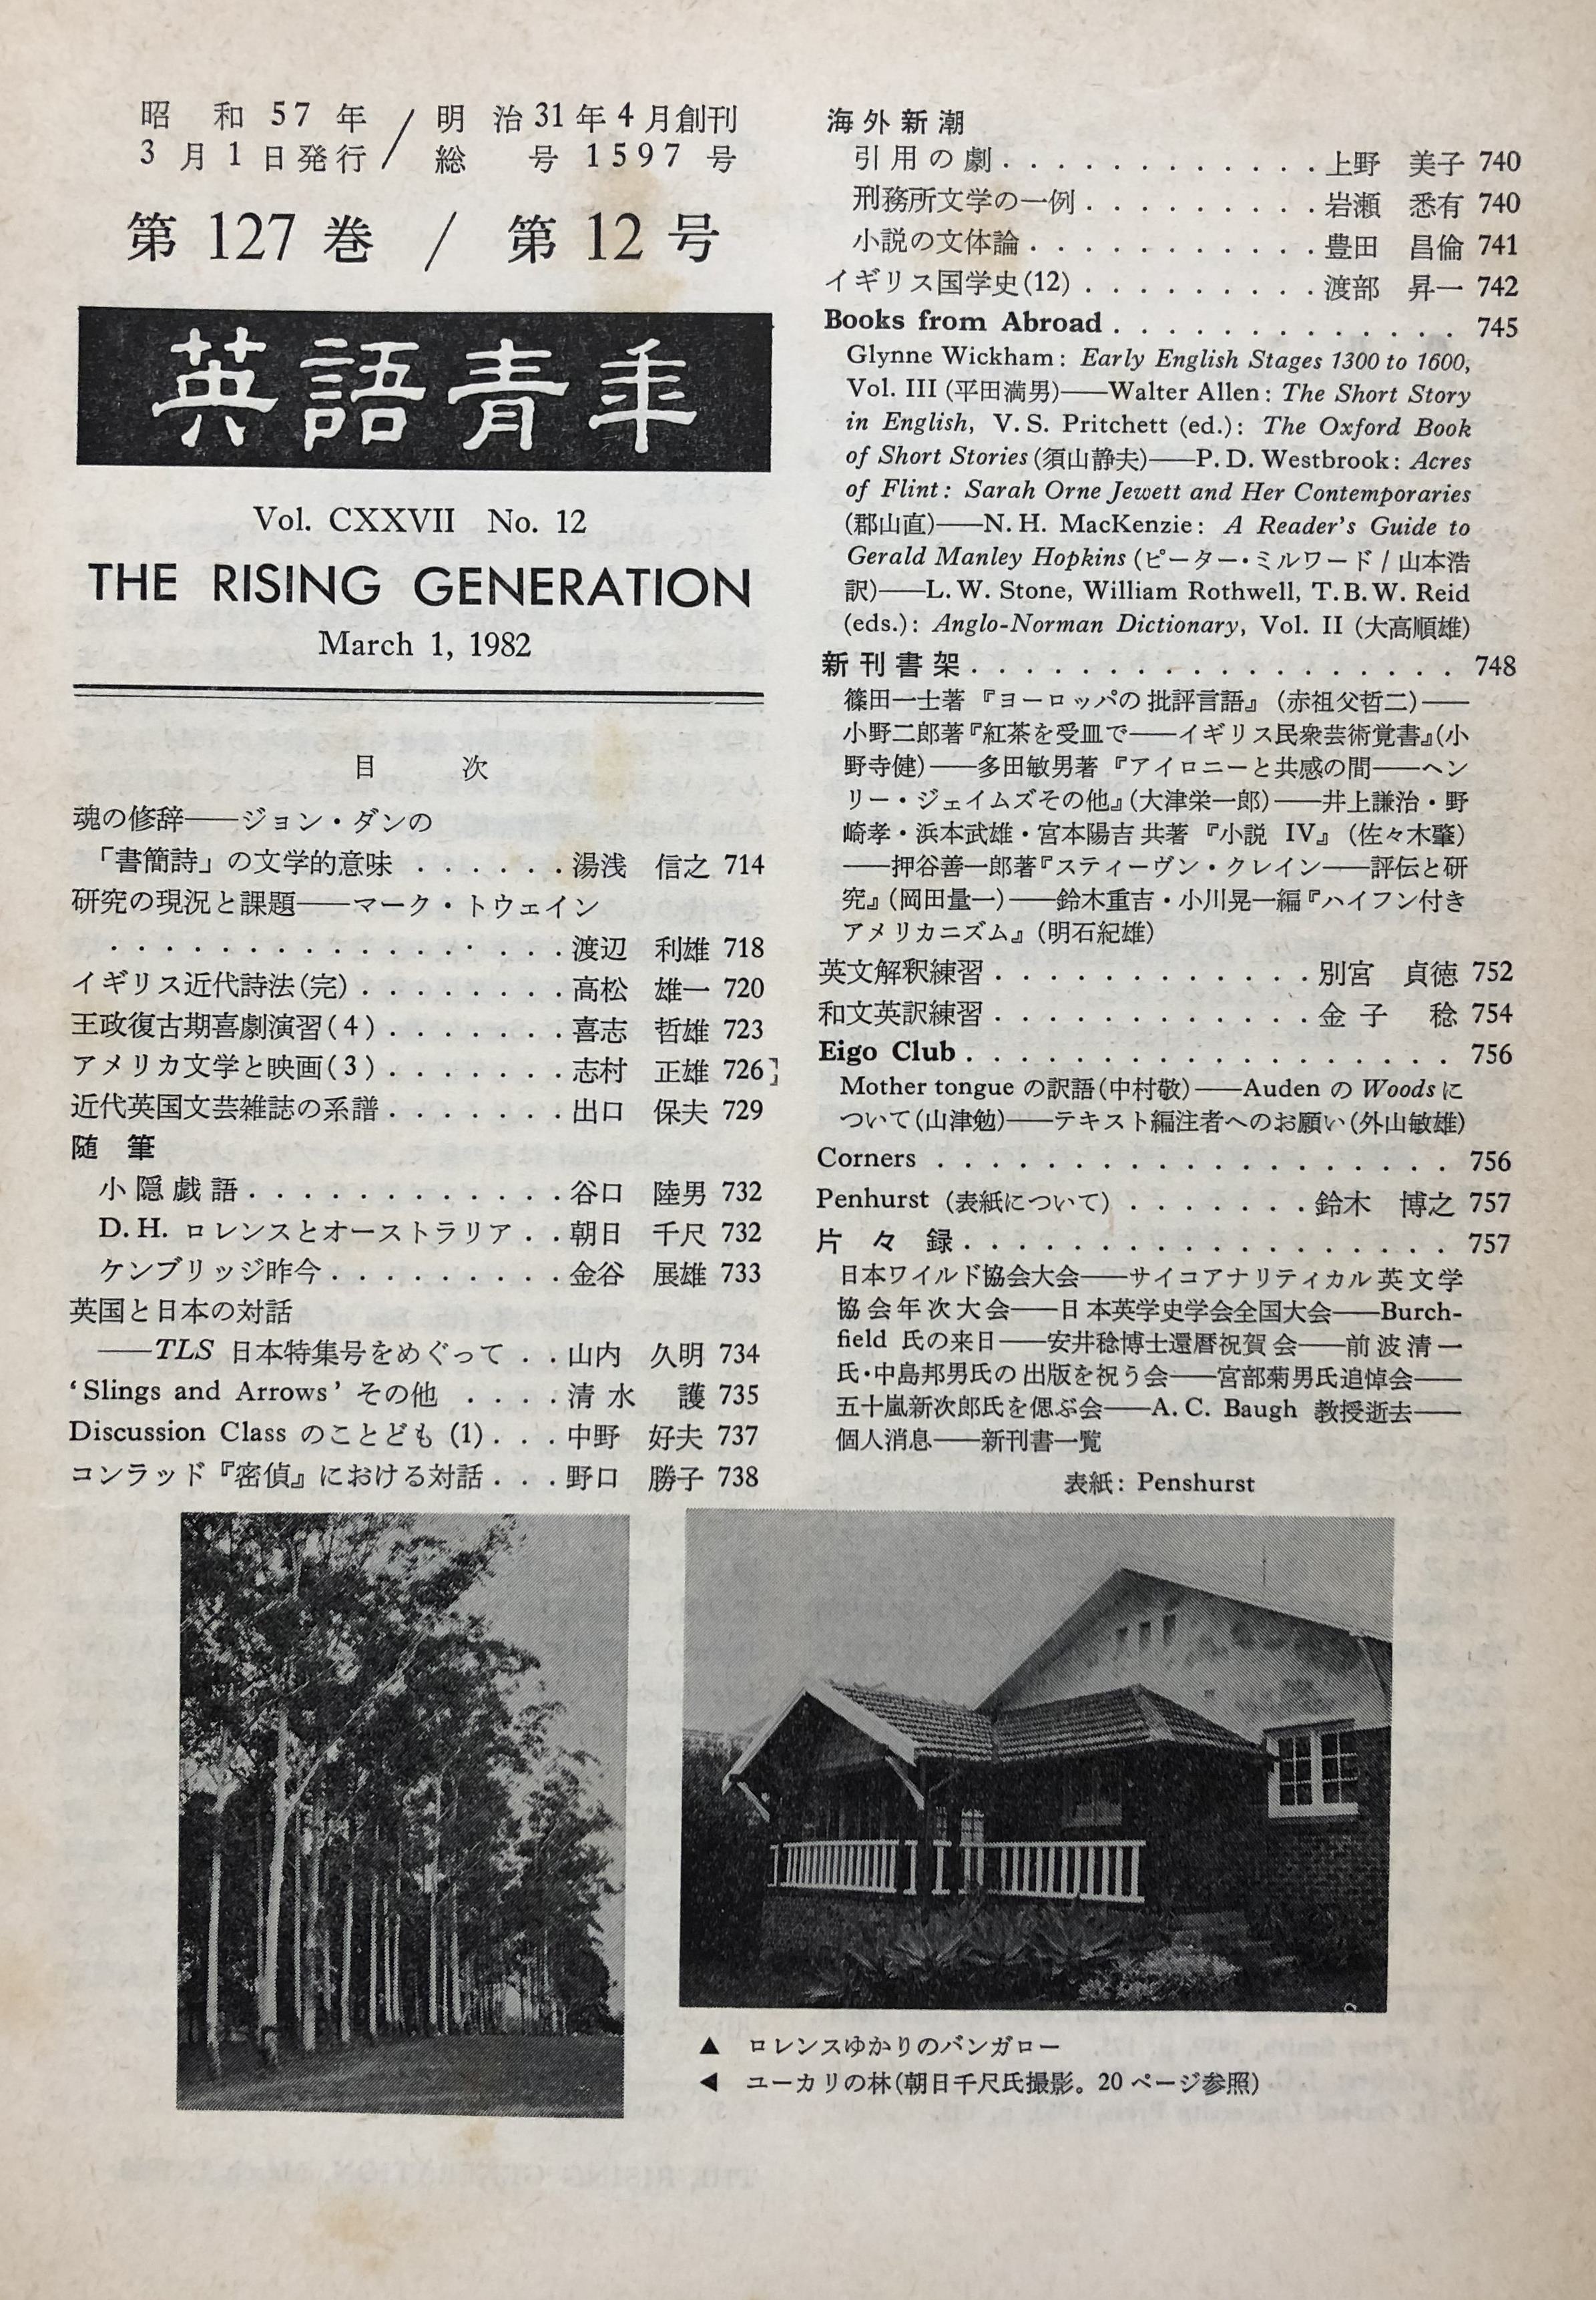 昭和57年 / 明治31年4月創刊
3月1日発行 / 総号1597号
第127巻 / 第12号
英語青年
Vol. CXXVII No. 12
THE RISING GENERATION
March 1, 1982
目次
魂の修辞――ジョン・ダンの
「書簡詩」の文学的意味 . . . . . . 湯浅 信之 714
研究の現況と課題――マーク・トウェイン
. . . . . . . . . . . . . . . . . 渡辺 利雄 718
イギリス近代詩法(完) . . . . . . . . 高松 雄一 720
王政復古期喜劇演習(4) . . . . . . . 喜志 哲雄 723
アメリカ文学と映画(3) . . . . . . . 志村 正雄 726]
近代英国文芸雑誌の系譜 . . . . . . . 出口 保夫 729
随筆
小隠戯語 . . . . . . . . . . . . 谷口 陸男 732
D. H. ロレンスとオーストラリア . . 朝日 千尺 732
ケンブリッジ昨今 . . . . . . . . . 金谷 展雄 733
英国と日本の対話
――TLS 日本特集号をめぐって . . 山内 久明 734
‘Slings and Arrows’ その他 . . . . 清水 護 735
Discussion Class のことども (1) . . . 中野 好夫 737
コンラッド『密偵』における対話 . . . 野口 勝子 738
海外新潮
引用の劇 . . . . . . . . . . . . 上野 美子 740
刑務所文学の一例 . . . . . . . . . 岩瀬 悉有 740
小説の文体論 . . . . . . . . . . . 豊田 昌倫 741
イギリス国学史(12) . . . . . . . . . 渡部 昇一 742
Books from Abroad . . . . . . . . . . . . . 745
Glynne Wickham: Early English Stages 1300 to 1600,
Vol. III (平田満男)――Walter Allen: The Short Story
in English, V. S. Pritchett (ed.): The Oxford Book
of Short Stories (須山静夫)――P. D. Westbrook: Acres
of Flint: Sarah Orne Jewett and Her Contemporaries
(郡山直)――N. H. MacKenzie: A Reader's Guide to
Gerald Manley Hopkins (ピーター・ミルワード / 山本浩
訳)――L. W. Stone, William Rothwell, T. B. W. Reid
(eds.): Anglo-Norman Dictionary, Vol. II (大高順雄)
新刊書架 . . . . . . . . . . . . . . . . . . 748
篠田一士著『ヨーロッパの批評言語』(赤祖父哲二)――
小野二郎著『紅茶を受皿で――イギリス民衆芸術覚書』(小
野寺健)――多田敏男著『アイロニーと共感の間――ヘン
リー・ジェイムズその他』(大津栄一郎)――井上謙治・野
崎孝・浜本武雄・宮本陽吉 共著『小説 IV』(佐々木肇)
――押谷善一郎著『スティーヴン・クレイン――評伝と研
究』(岡田量一)――鈴木重吉・小川晃一編『ハイフン付き
アメリカニズム』(明石紀雄)
英文解釈練習 . . . . . . . . . . . . 別宮 貞徳 752
和文英訳練習 . . . . . . . . . . . . 金子 稔 754
Eigo Club . . . . . . . . . . . . . . . . . . 756
Mother tongue の訳語(中村敬)――Auden の Woods に
ついて(山津勉)――テキスト編注者へのお願い(外山敏雄)
Corners . . . . . . . . . . . . . . . . . . . 756
Penhurst (表紙について) . . . . . . . 鈴木 博之 757
片々録 . . . . . . . . . . . . . . . . . . 757
日本ワイルド協会大会――サイコアナリティカル英文学
協会年次大会――日本英学史学会全国大会――Burch-
field 氏の来日――安井稔博士還暦祝賀会――前波清一
氏・中島邦男氏の出版を祝う会――宮部菊男氏追悼会――
五十嵐新次郎氏を偲ぶ会――A. C. Baugh 教授逝去――
個人消息――新刊書一覧
表紙: Penshurst
▲ ロレンスゆかりのバンガロー
◀ ユーカリの林(朝日千尺氏撮影。20 ページ参照)